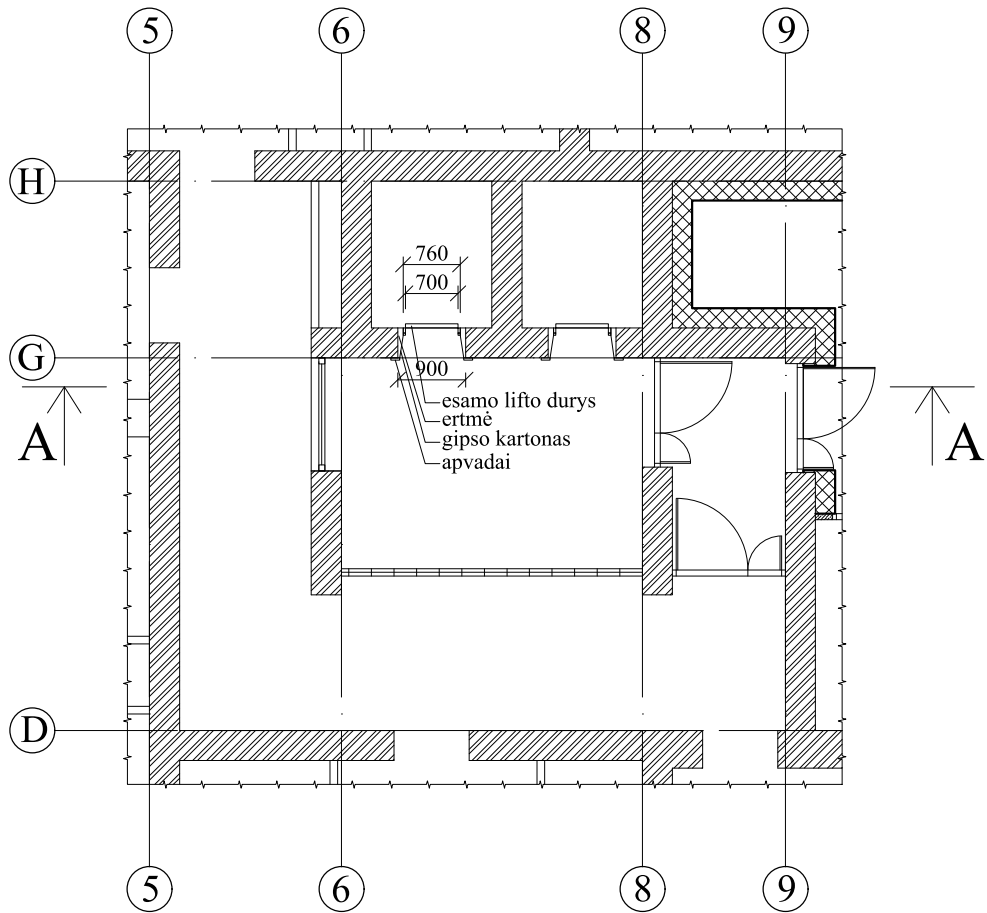 5 6 8 9
H
760
700
G
900
esamo lifto durys
ertmė
gipso kartonas
apvadai
A A
D
5 6 8 9